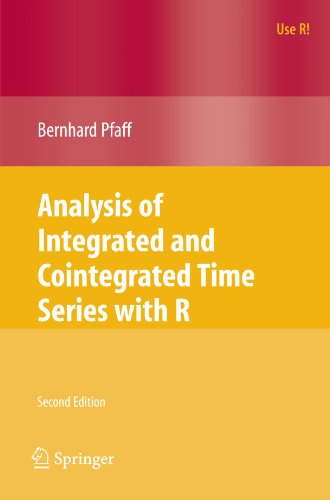 Use R!
Bernhard Pfaff
Analysis of
Integrated and
Cointegrated Time
Series with R
Second Edition
Springer